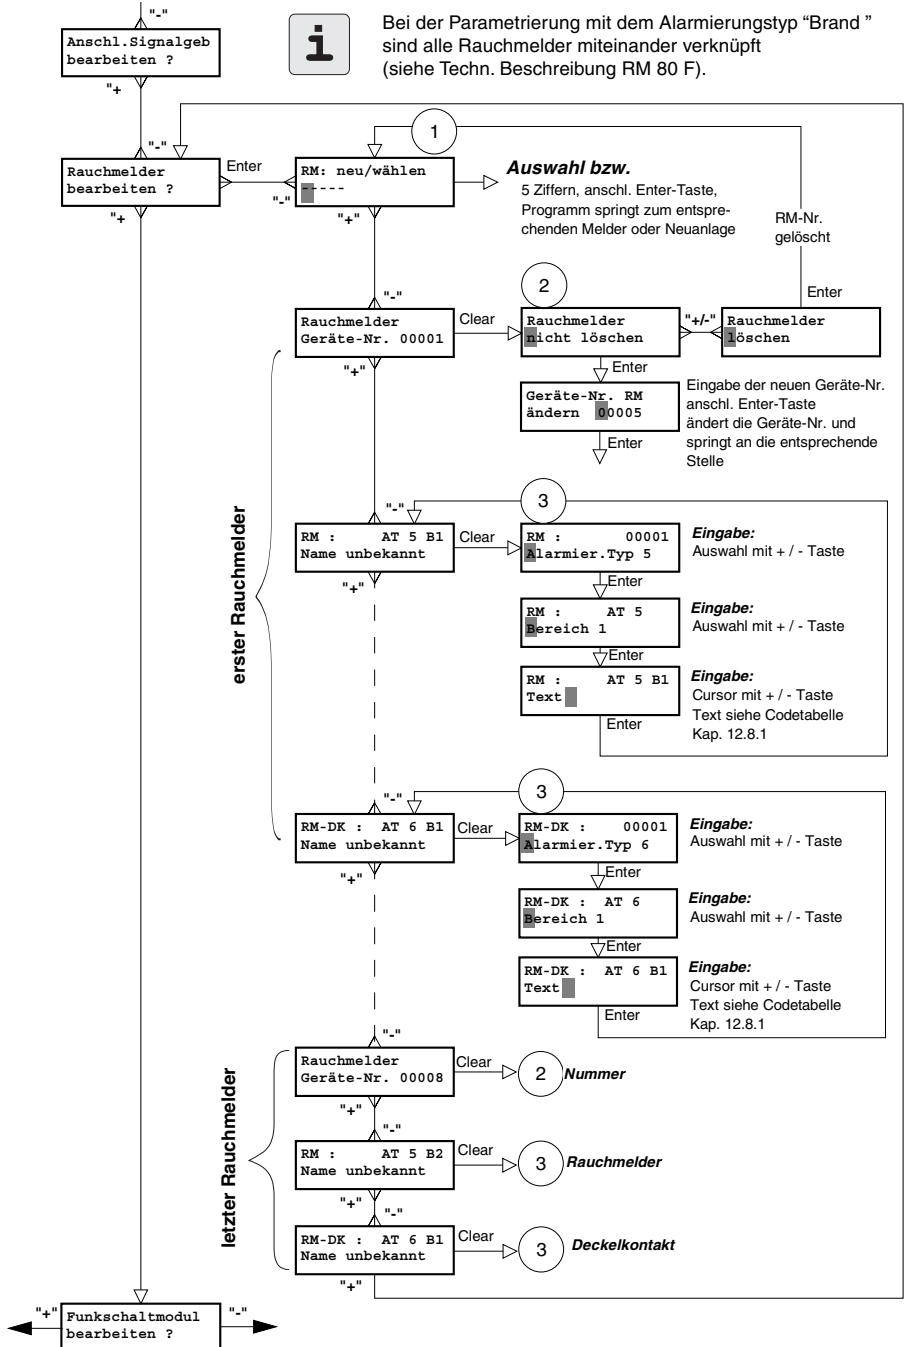 "-"
Anschl.Signalgeb
bearbeiten ?
"+
i
Bei der Parametrierung mit dem Alarmierungstyp “Brand ”
sind alle Rauchmelder miteinander verknüpft
(siehe Techn. Beschreibung RM 80 F).
1
"-"
Rauchmelder
bearbeiten ?
"+
Enter
"-"
RM: neu/wählen
-----
"+"
Auswahl bzw.
5 Ziffern, anschl. Enter-Taste,
Programm springt zum entspre-
chenden Melder oder Neuanlage
RM-Nr.
gelöscht
Enter
2
"-"
Rauchmelder
Geräte-Nr. 00001
"+"
Clear
Rauchmelder
nicht löschen
"+/-"
Rauchmelder
löschen
Enter
Geräte-Nr. RM
ändern 00005
Enter
Eingabe der neuen Geräte-Nr.
anschl. Enter-Taste
ändert die Geräte-Nr. und
springt an die entsprechende
Stelle
erster Rauchmelder
3
"-"
RM : AT 5 B1
Name unbekannt
"+"
Clear
RM : 00001
Alarmier.Typ 5
Eingabe:
Auswahl mit + / - Taste
Enter
RM : AT 5
Bereich 1
Eingabe:
Auswahl mit + / - Taste
Enter
RM : AT 5 B1
Text
Eingabe:
Cursor mit + / - Taste
Text siehe Codetabelle
Kap. 12.8.1
Enter
3
"-"
RM-DK : AT 6 B1
Name unbekannt
"+"
Clear
RM-DK : 00001
Alarmier.Typ 6
Eingabe:
Auswahl mit + / - Taste
Enter
RM-DK : AT 6
Bereich 1
Eingabe:
Auswahl mit + / - Taste
Enter
RM-DK : AT 6 B1
Text
Eingabe:
Cursor mit + / - Taste
Text siehe Codetabelle
Kap. 12.8.1
Enter
letzter Rauchmelder
"-"
Rauchmelder
Geräte-Nr. 00008
"+"
Clear
2
Nummer
"-"
RM : AT 5 B2
Name unbekannt
"+"
Clear
3
Rauchmelder
"-"
RM-DK : AT 6 B1
Name unbekannt
"+"
Clear
3
Deckelkontakt
"+"
Funkschaltmodul
bearbeiten ?
"-"